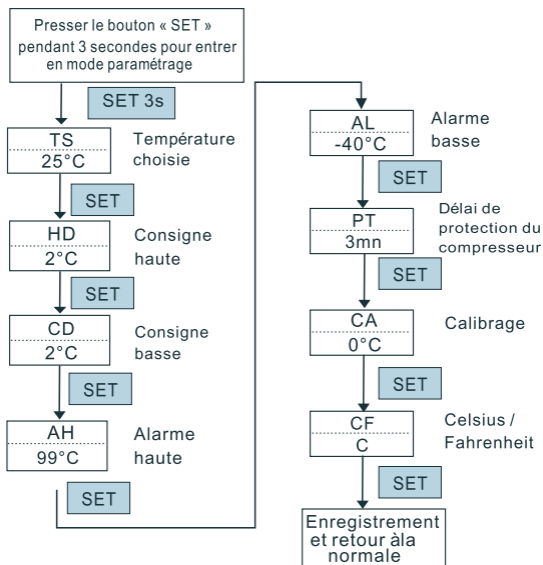 Presser le bouton « SET »
pendant 3 secondes pour entrer
en mode paramétrage
SET 3s
TS
25°C
Température
choisie
SET
HD
2°C
Consigne
haute
SET
CD
2°C
Consigne
basse
SET
AH
99°C
Alarme
haute
SET
AL
-40°C
Alarme
basse
SET
PT
3mn
Délai de
protection du
compresseur
SET
CA
0°C
Calibrage
SET
CF
C
Celsius /
Fahrenheit
SET
Enregistrement
et retour àla
normale